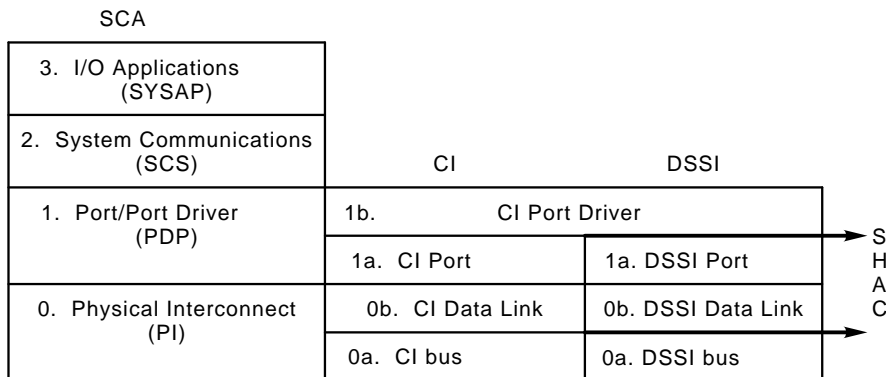 SCA
3. I/O Applications
(SYSAP)
2. System Communications
(SCS)
CI
DSSI
1. Port/Port Driver
(PDP)
1b. CI Port Driver
1a. CI Port
1a. DSSI Port
0. Physical Interconnect
(PI)
0b. CI Data Link
0b. DSSI Data Link
0a. CI bus
0a. DSSI bus
S
H
A
C